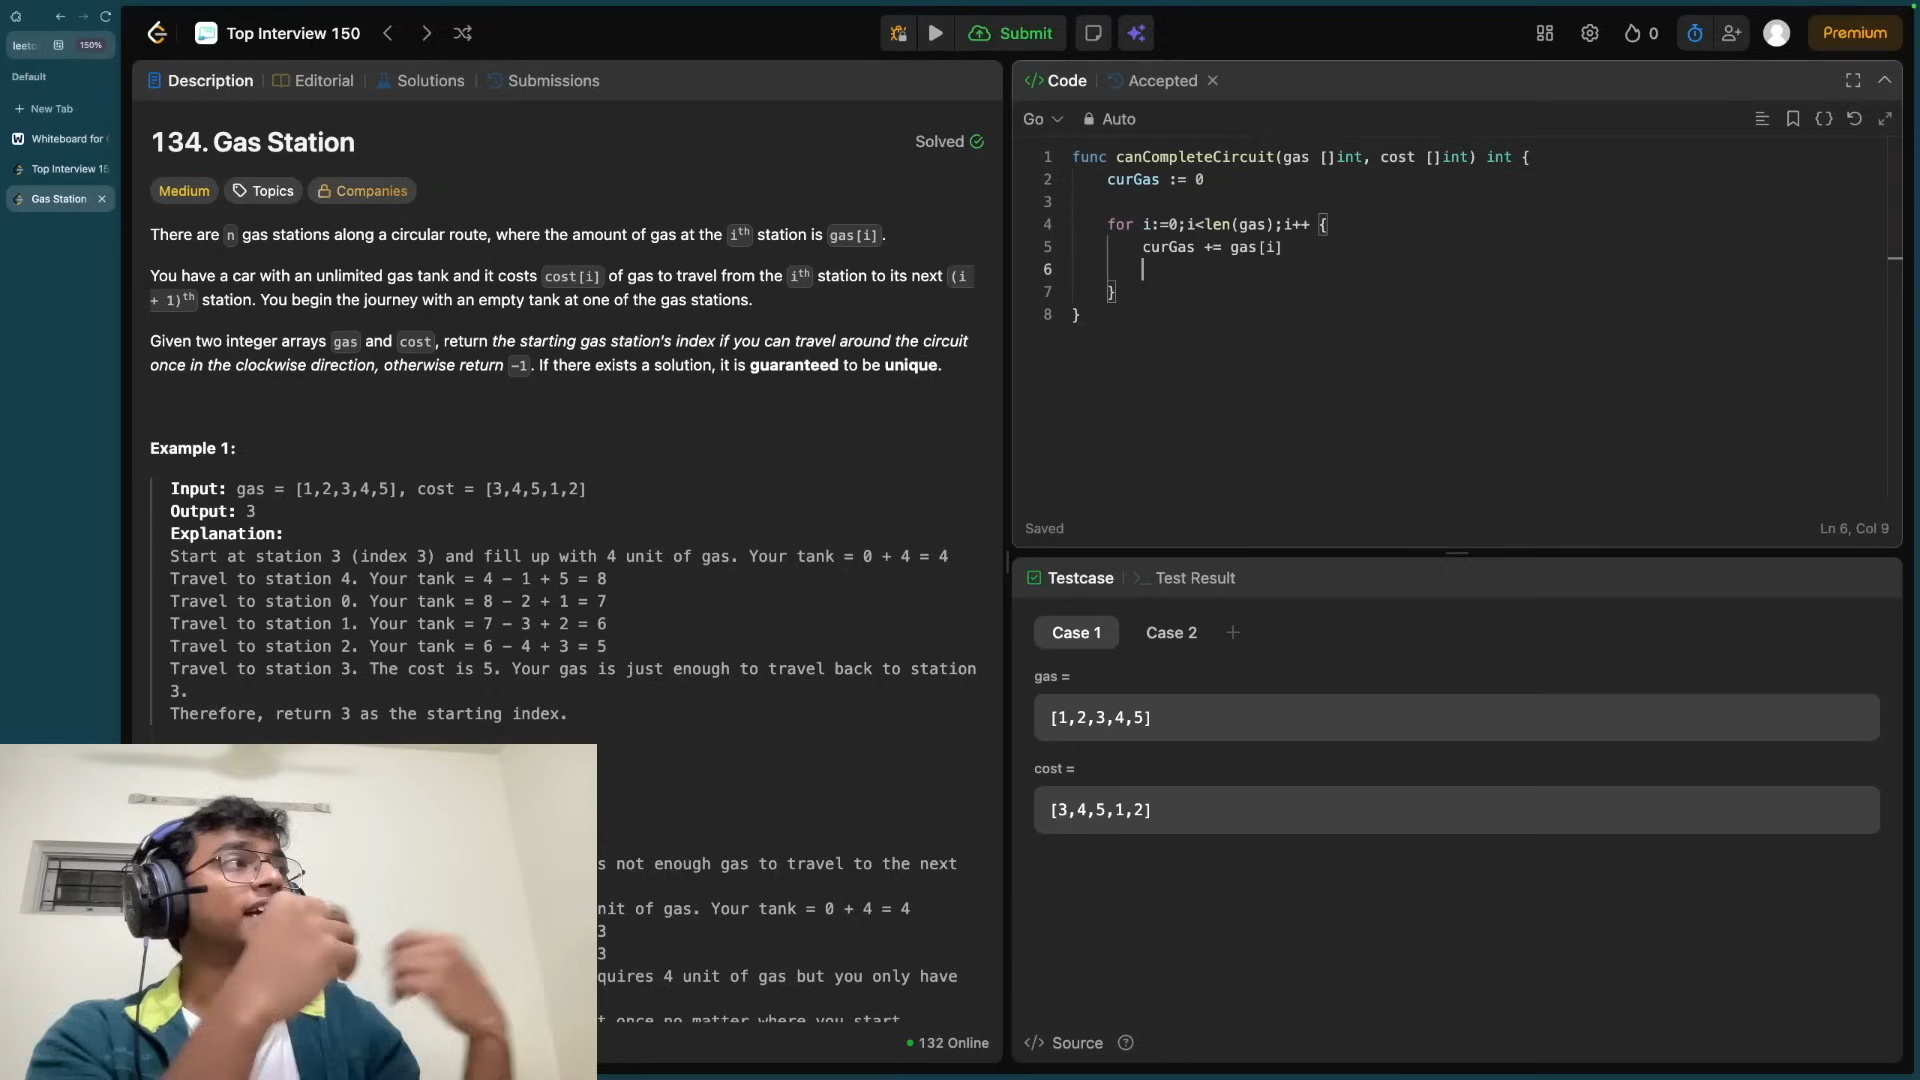 leetc
150%
Default
New Tab
Whiteboard for
Top Interview 15
Gas Station
Top Interview 150
Submit
0
Premium
Description
Editorial
Solutions
Submissions
134. Gas Station
Solved
Medium
Topics
Companies
There are n gas stations along a circular route, where the amount of gas at the ith station is gas[i].
You have a car with an unlimited gas tank and it costs cost[i] of gas to travel from the ith station to its next (i
+ 1)th station. You begin the journey with an empty tank at one of the gas stations.
Given two integer arrays gas and cost, return the starting gas station's index if you can travel around the circuit
once in the clockwise direction, otherwise return -1. If there exists a solution, it is guaranteed to be unique.
Example 1:
Input: gas = [1,2,3,4,5], cost = [3,4,5,1,2]
Output: 3
Explanation:
Start at station 3 (index 3) and fill up with 4 unit of gas. Your tank = 0 + 4 = 4
Travel to station 4. Your tank = 4 - 1 + 5 = 8
Travel to station 0. Your tank = 8 - 2 + 1 = 7
Travel to station 1. Your tank = 7 - 3 + 2 = 6
Travel to station 2. Your tank = 6 - 4 + 3 = 5
Travel to station 3. The cost is 5. Your gas is just enough to travel back to station
3.
Therefore, return 3 as the starting index.
s not enough gas to travel to the next
nit of gas. Your tank = 0 + 4 = 4
3
3
quires 4 unit of gas but you only have
t once no matter where you start
132 Online
Code
Accepted
Go
Auto
1 func canCompleteCircuit(gas []int, cost []int) int {
2 curGas := 0
3
4 for i:=0;i<len(gas);i++ {
5 curGas += gas[i]
6
7 }
8 }
Saved
Ln 6, Col 9
Testcase
Test Result
Case 1
Case 2
gas =
[1,2,3,4,5]
cost =
[3,4,5,1,2]
Source